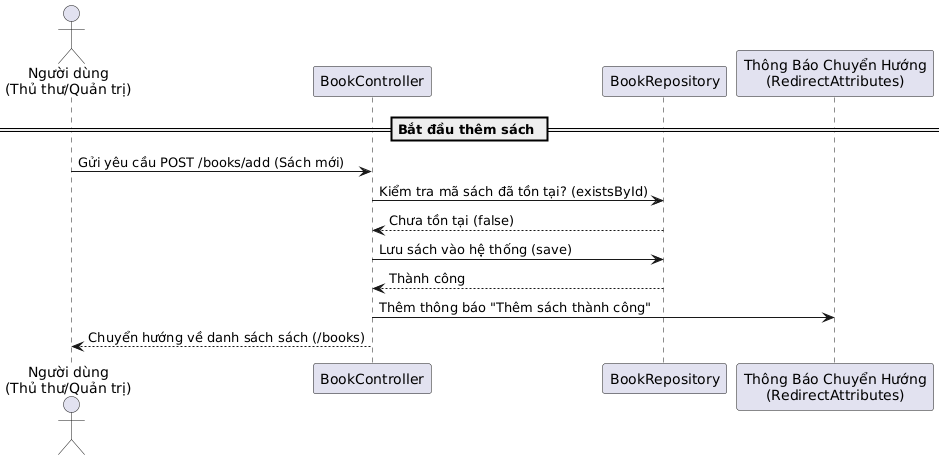 Người dùng
(Thủ thư/Quản trị)
BookController
BookRepository
Thông Báo Chuyển Hướng
(RedirectAttributes)
Bắt đầu thêm sách
Gửi yêu cầu POST /books/add (Sách mới)
Kiểm tra mã sách đã tồn tại? (existsById)
Chưa tồn tại (false)
Lưu sách vào hệ thống (save)
Thành công
Thêm thông báo "Thêm sách thành công"
Chuyển hướng về danh sách sách (/books)
Người dùng
(Thủ thư/Quản trị)
BookController
BookRepository
Thông Báo Chuyển Hướng
(RedirectAttributes)